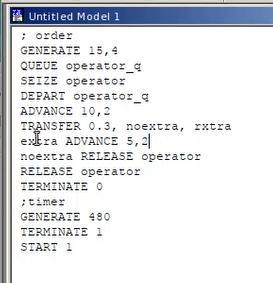 Untitled Model 1
; order
GENERATE 15,4
QUEUE operator_q
SEIZE operator
DEPART operator_q
ADVANCE 10,2
TRANSFER 0.3, noextra, rxtra
extra ADVANCE 5,2
noextra RELEASE operator
RELEASE operator
TERMINATE 0
;timer
GENERATE 480
TERMINATE 1
START 1